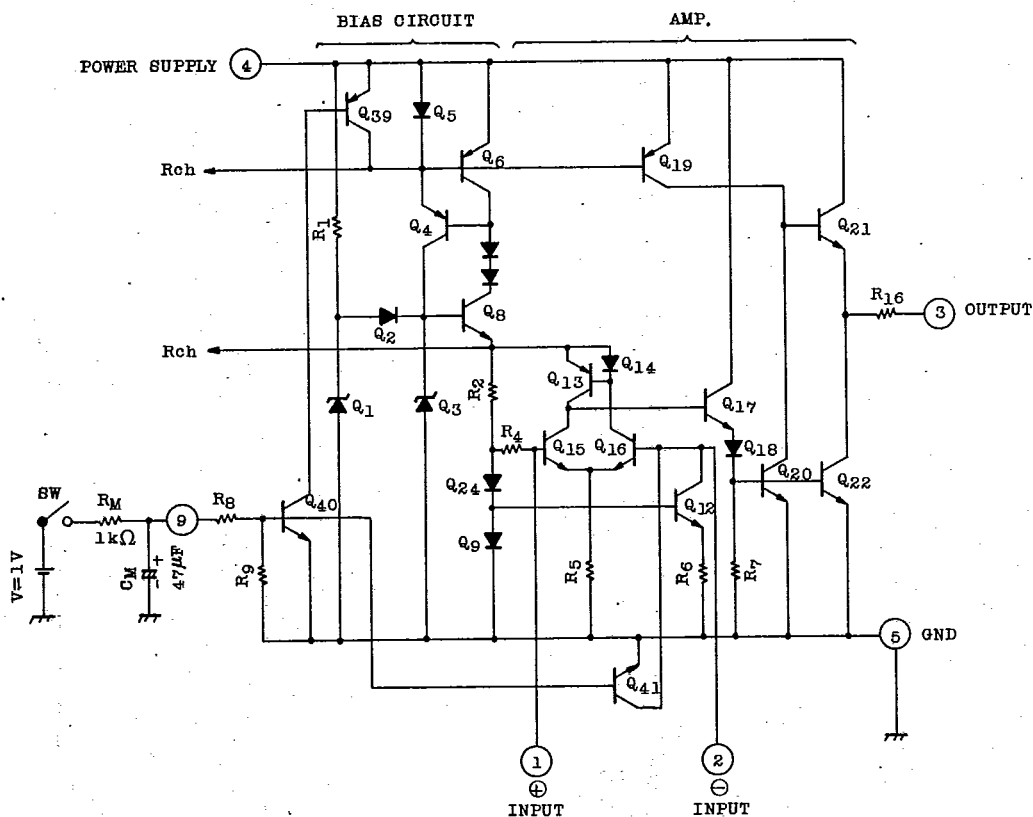 BIAS CIRCUIT
AMP.
POWER SUPPLY
4
Q39
Q5
Q6
Q19
Rch
R1
Q4
Q21
R16
3
OUTPUT
Q2
Q8
Rch
Q14
Q13
R2
Q1
Q3
Q17
R4
Q15
Q16
Q18
Q24
Q20
Q22
SW
RM
1kΩ
9
R8
Q40
Q12
Q9
V=1V
CM
47μF
+
-
R9
R5
R6
R7
5
GND
Q41
1
2
⊕
⊖
INPUT
INPUT